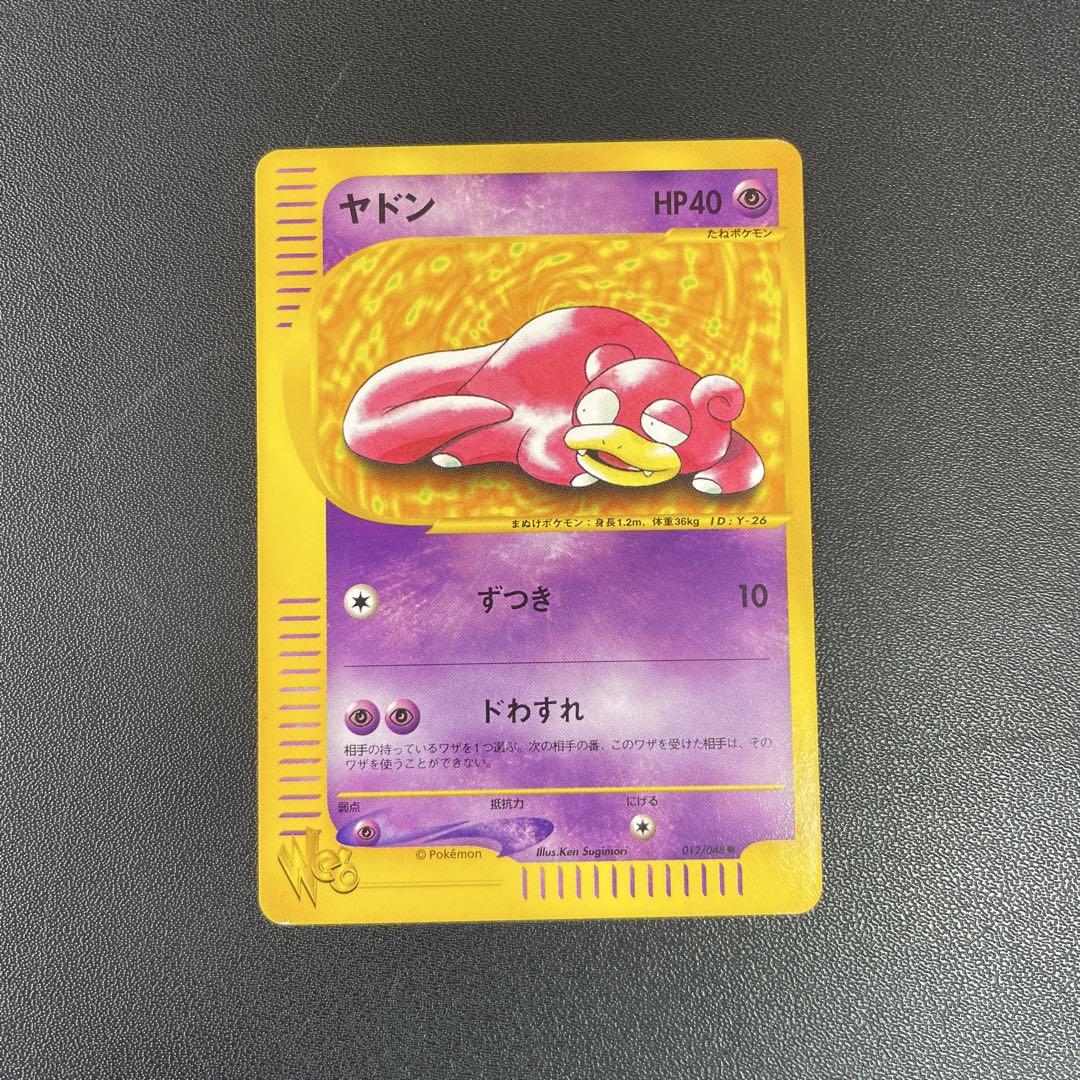 ヤドン HP40
たねポケモン
まぬけポケモン：身長1.2m、体重36kg ID:Y-26
ずつき 10
ドわすれ
相手の持っているワザを1つ選ぶ。次の相手の番、このワザを受けた相手は、その
ワザを使うことができない。
弱点 抵抗力 にげる
Web
© Pokémon Illus.Ken Sugimori 012/048